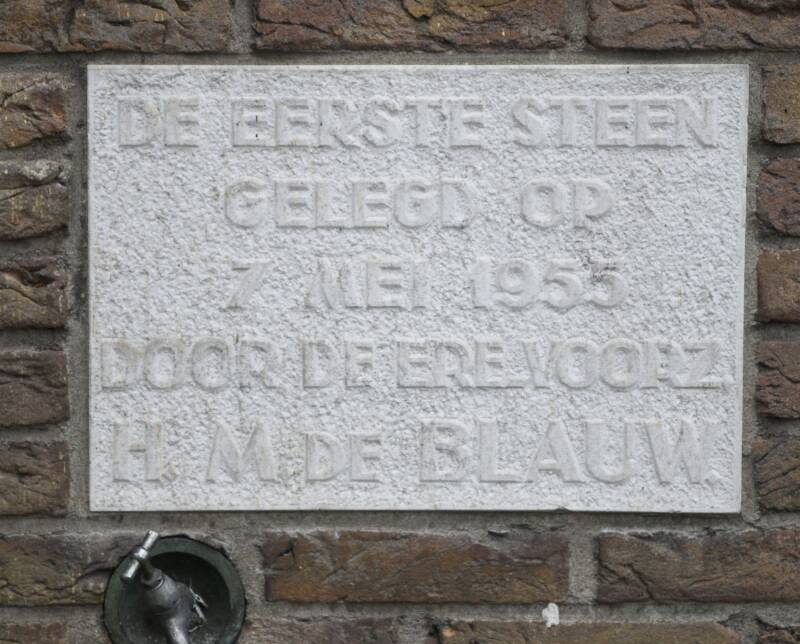 DE EERSTE STEEN
GELEGD OP
7 MEI 1955
DOOR DE ERE.VOORZ.
H. M. DE BLAUW.